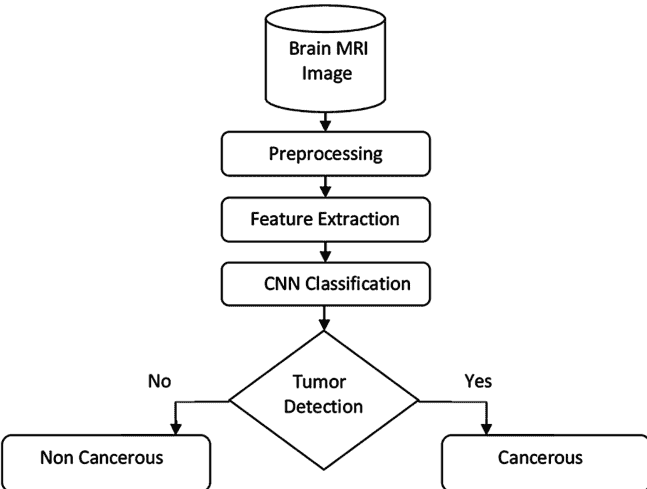 Brain MRI
Image
Preprocessing
Feature Extraction
CNN Classification
Tumor
Detection
No
Yes
Non Cancerous
Cancerous